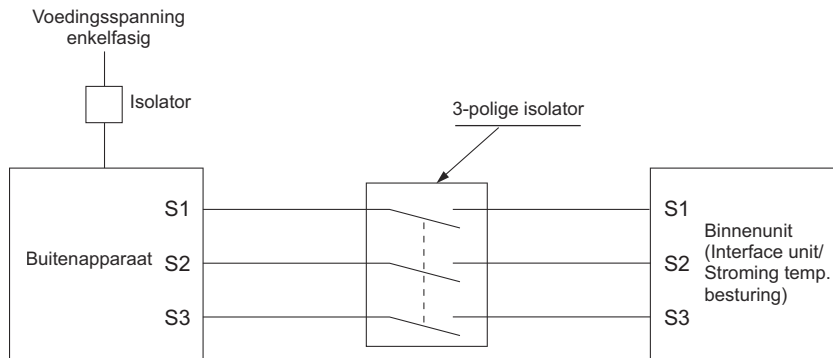 Voedingsspanning
enkelfasig
Isolator
3-polige isolator
Buitenapparaat
S1
S2
S3
S1
S2
S3
Binnenunit
(Interface unit/
Stroming temp.
besturing)